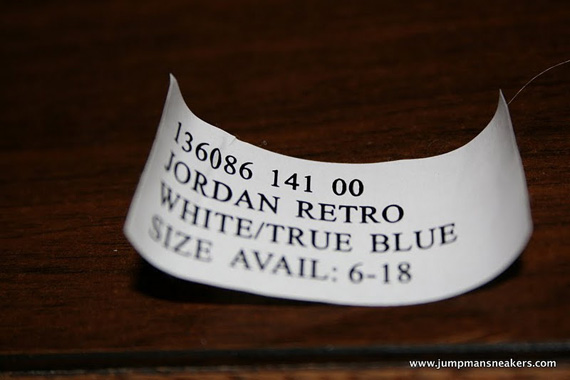 136086 141 00
JORDAN RETRO
WHITE/TRUE BLUE
SIZE AVAIL: 6-18
www.jumpmansneakers.com